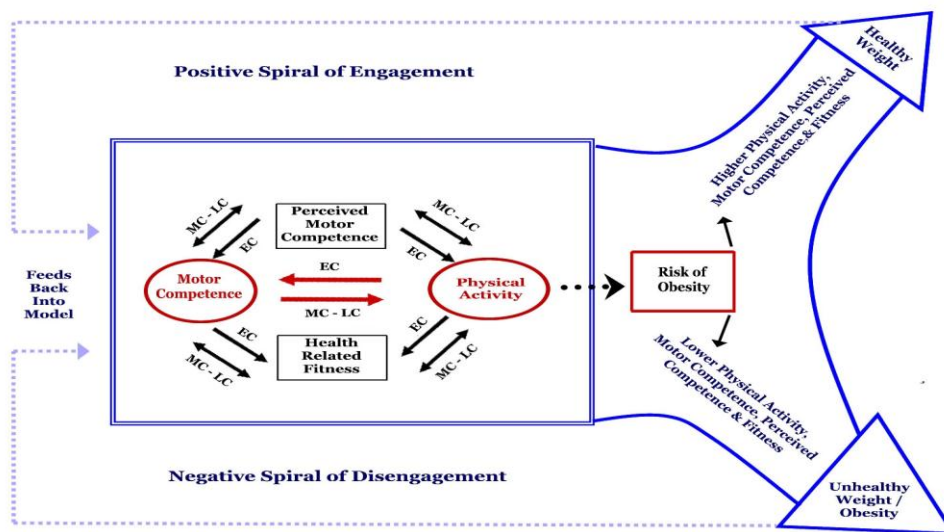 Positive Spiral of Engagement
Healthy
Weight
Higher Physical Activity,
Motor Competence, Perceived
Competence,& Fitness
MC - LC
EC
Perceived
Motor
Competence
MC - LC
EC
Feeds
Back
Into
Model
Motor
Competence
EC
MC - LC
Physical
Activity
Risk of
Obesity
EC
MC - LC
Health
Related
Fitness
EC
MC - LC
Lower Physical Activity,
Motor Competence, Perceived
Competence & Fitness
Negative Spiral of Disengagement
Unhealthy
Weight /
Obesity